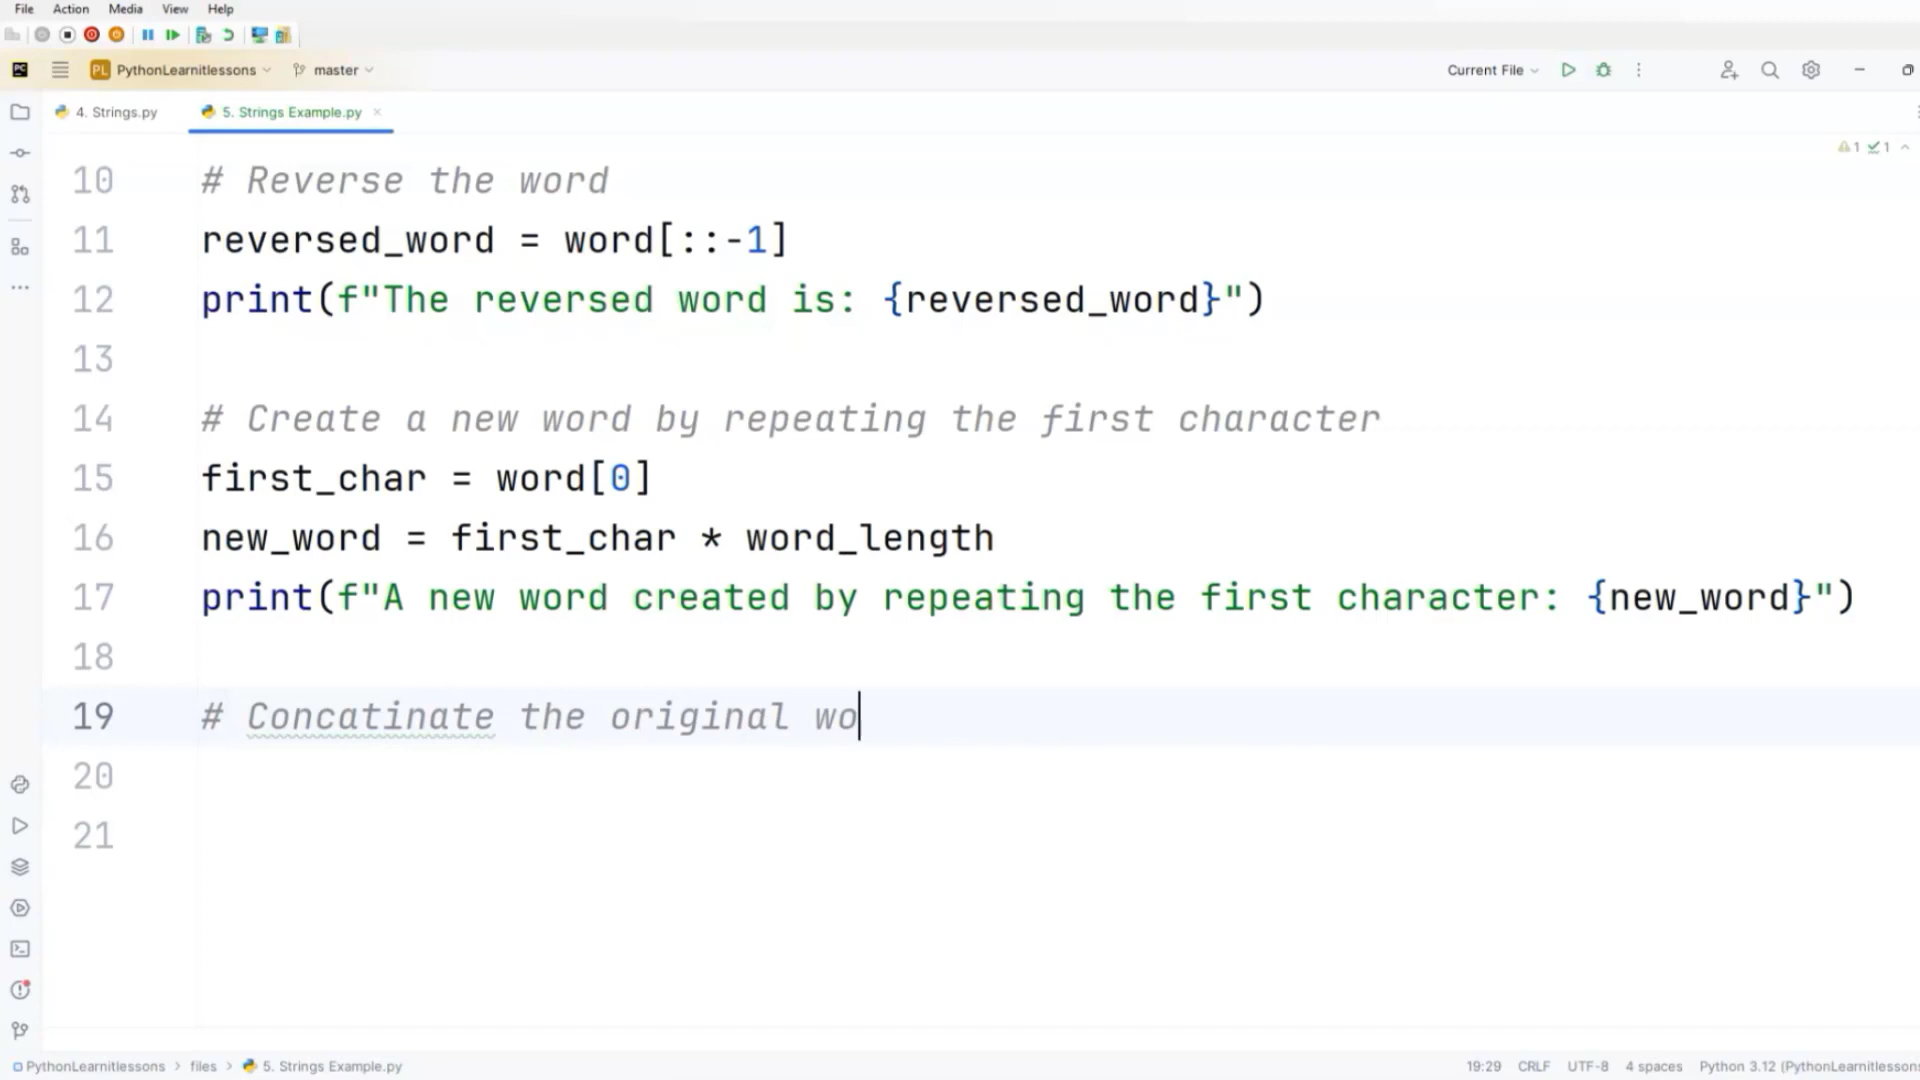 File Action Media View Help
PC PL PythonLearnitlessons master Current File
4. Strings.py 5. Strings Example.py ×
1 1
10 # Reverse the word
11 reversed_word = word[::-1]
12 print(f"The reversed word is: {reversed_word}")
13
14 # Create a new word by repeating the first character
15 first_char = word[0]
16 new_word = first_char * word_length
17 print(f"A new word created by repeating the first character: {new_word}")
18
19 # Concatinate the original wo
20
21
PythonLearnitlessons > files > 5. Strings Example.py 19:29 CRLF UTF-8 4 spaces Python 3.12 (PythonLearnitlessons